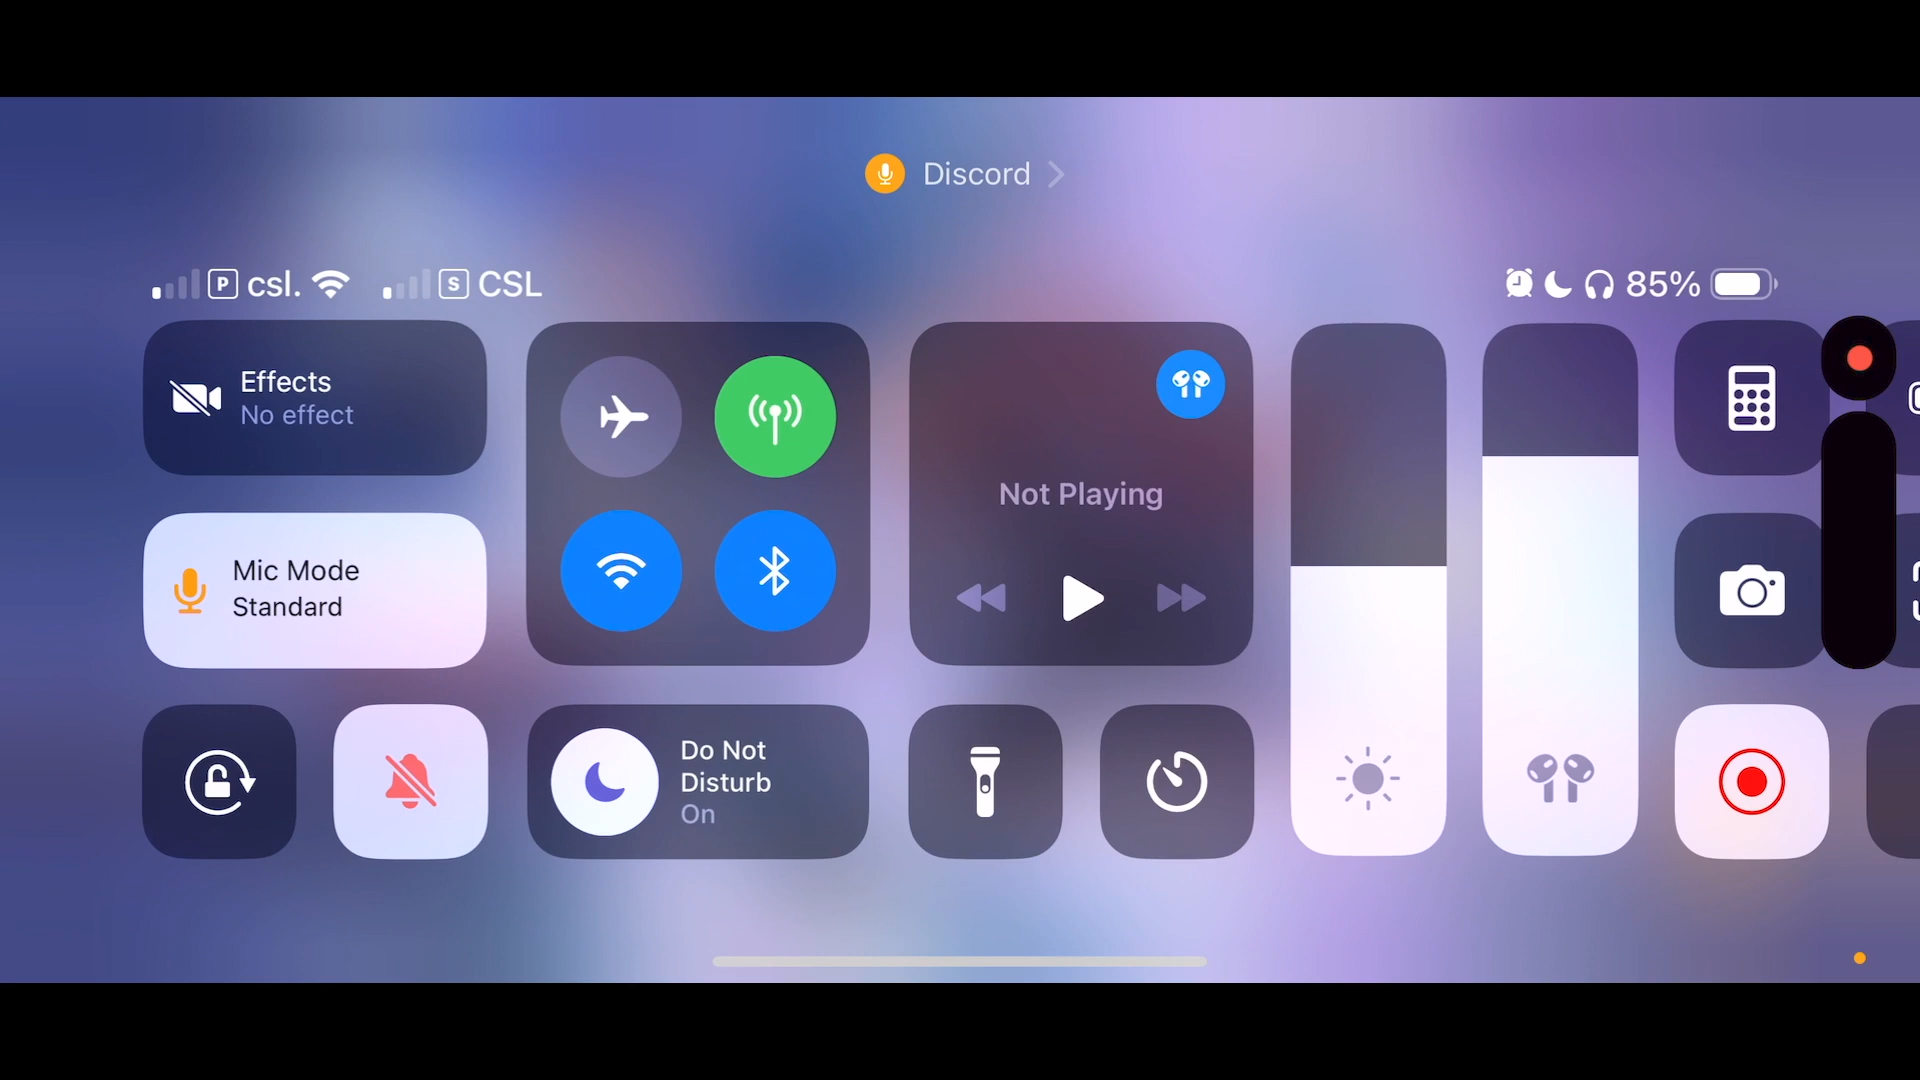 Discord
P csl. S CSL 85%
Effects
No effect
Mic Mode
Standard
Not Playing
Do Not
Disturb
On